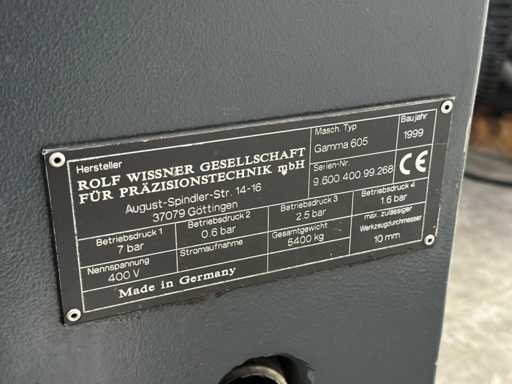 Hersteller
ROLF WISSNER GESELLSCHAFT
FÜR PRÄZISIONSTECHNIK mbH
August-Spindler-Str. 14-16
37079 Göttingen
Masch. Typ
Gamma 605
Baujahr
1999
Serien-Nr.
9.600.400.99.268
CE
Betriebsdruck 1
7 bar
Betriebsdruck 2
0.6 bar
Betriebsdruck 3
2.5 bar
Betriebsdruck 4
1.6 bar
Nennspannung
400 V
Stromaufnahme
Gesamtgewicht
5400 kg
max. zulässiger
Werkzeugdurchmesser
10 mm
Made in Germany